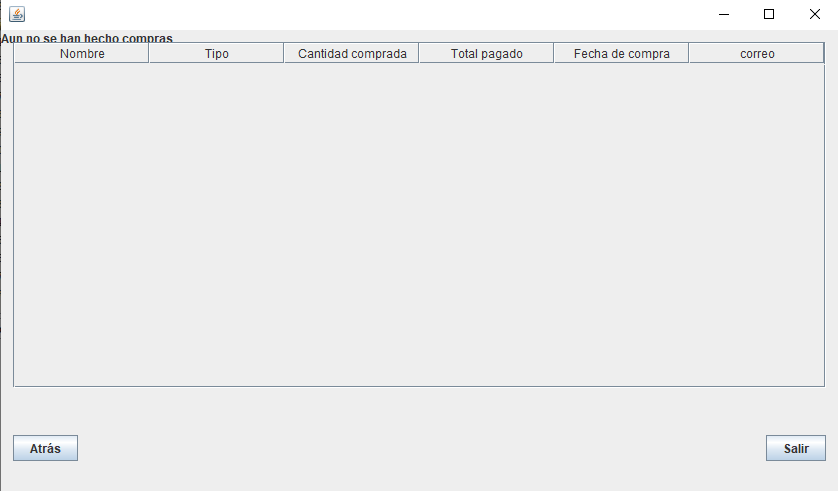 Aun no se han hecho compras
Nombre Tipo Cantidad comprada Total pagado Fecha de compra correo
Atrás Salir